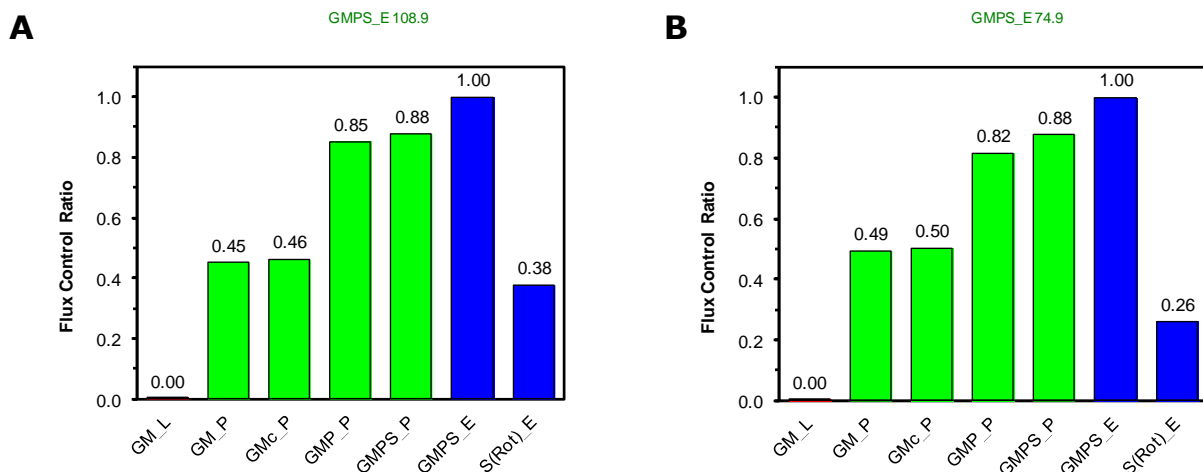 A
GMPS_E 108.9
Flux Control Ratio
1.0
0.8
0.6
0.4
0.2
0.0
0.00
0.45
0.46
0.85
0.88
1.00
0.38
GM_L
GM_P
GMc_P
GMP_P
GMPS_P
GMPS_E
S(Rot)_E
B
GMPS_E 74.9
Flux Control Ratio
1.0
0.8
0.6
0.4
0.2
0.0
0.00
0.49
0.50
0.82
0.88
1.00
0.26
GM_L
GM_P
GMc_P
GMP_P
GMPS_P
GMPS_E
S(Rot)_E